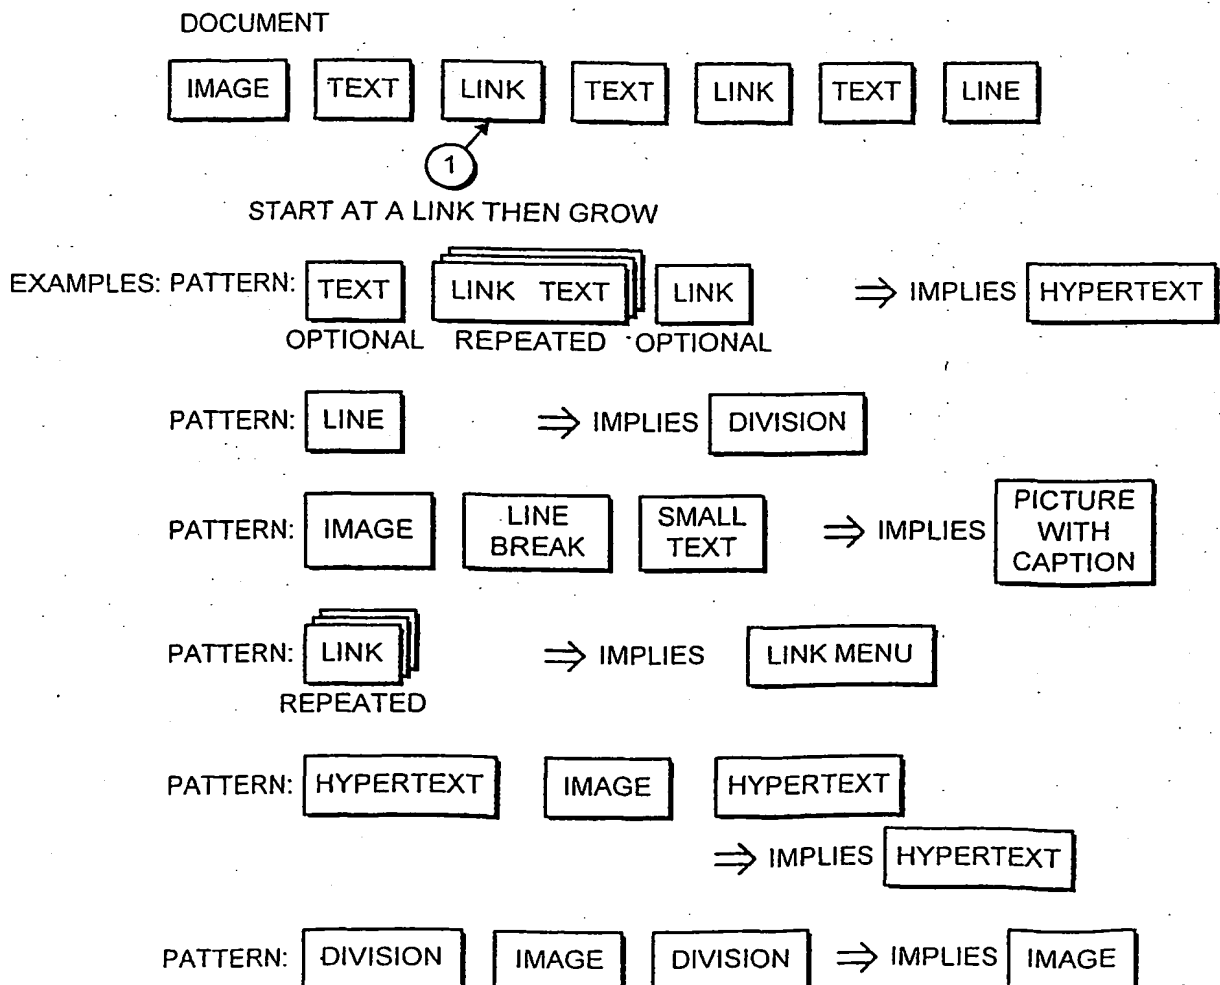 DOCUMENT
IMAGE TEXT LINK TEXT LINK TEXT LINE
1
START AT A LINK THEN GROW
EXAMPLES: PATTERN: TEXT LINK TEXT LINK ⇒ IMPLIES HYPERTEXT
OPTIONAL REPEATED OPTIONAL
PATTERN: LINE ⇒ IMPLIES DIVISION
PATTERN: IMAGE LINE BREAK SMALL TEXT ⇒ IMPLIES PICTURE WITH CAPTION
PATTERN: LINK ⇒ IMPLIES LINK MENU
REPEATED
PATTERN: HYPERTEXT IMAGE HYPERTEXT
⇒ IMPLIES HYPERTEXT
PATTERN: DIVISION IMAGE DIVISION ⇒ IMPLIES IMAGE